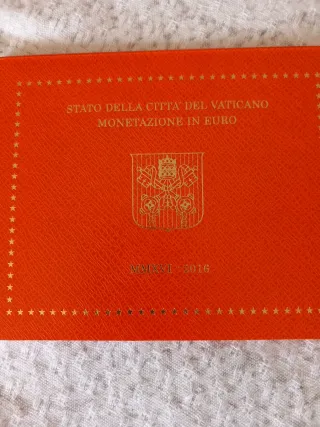 STATO DELLA CITTA' DEL VATICANO
MONETAZIONE IN EURO
2016